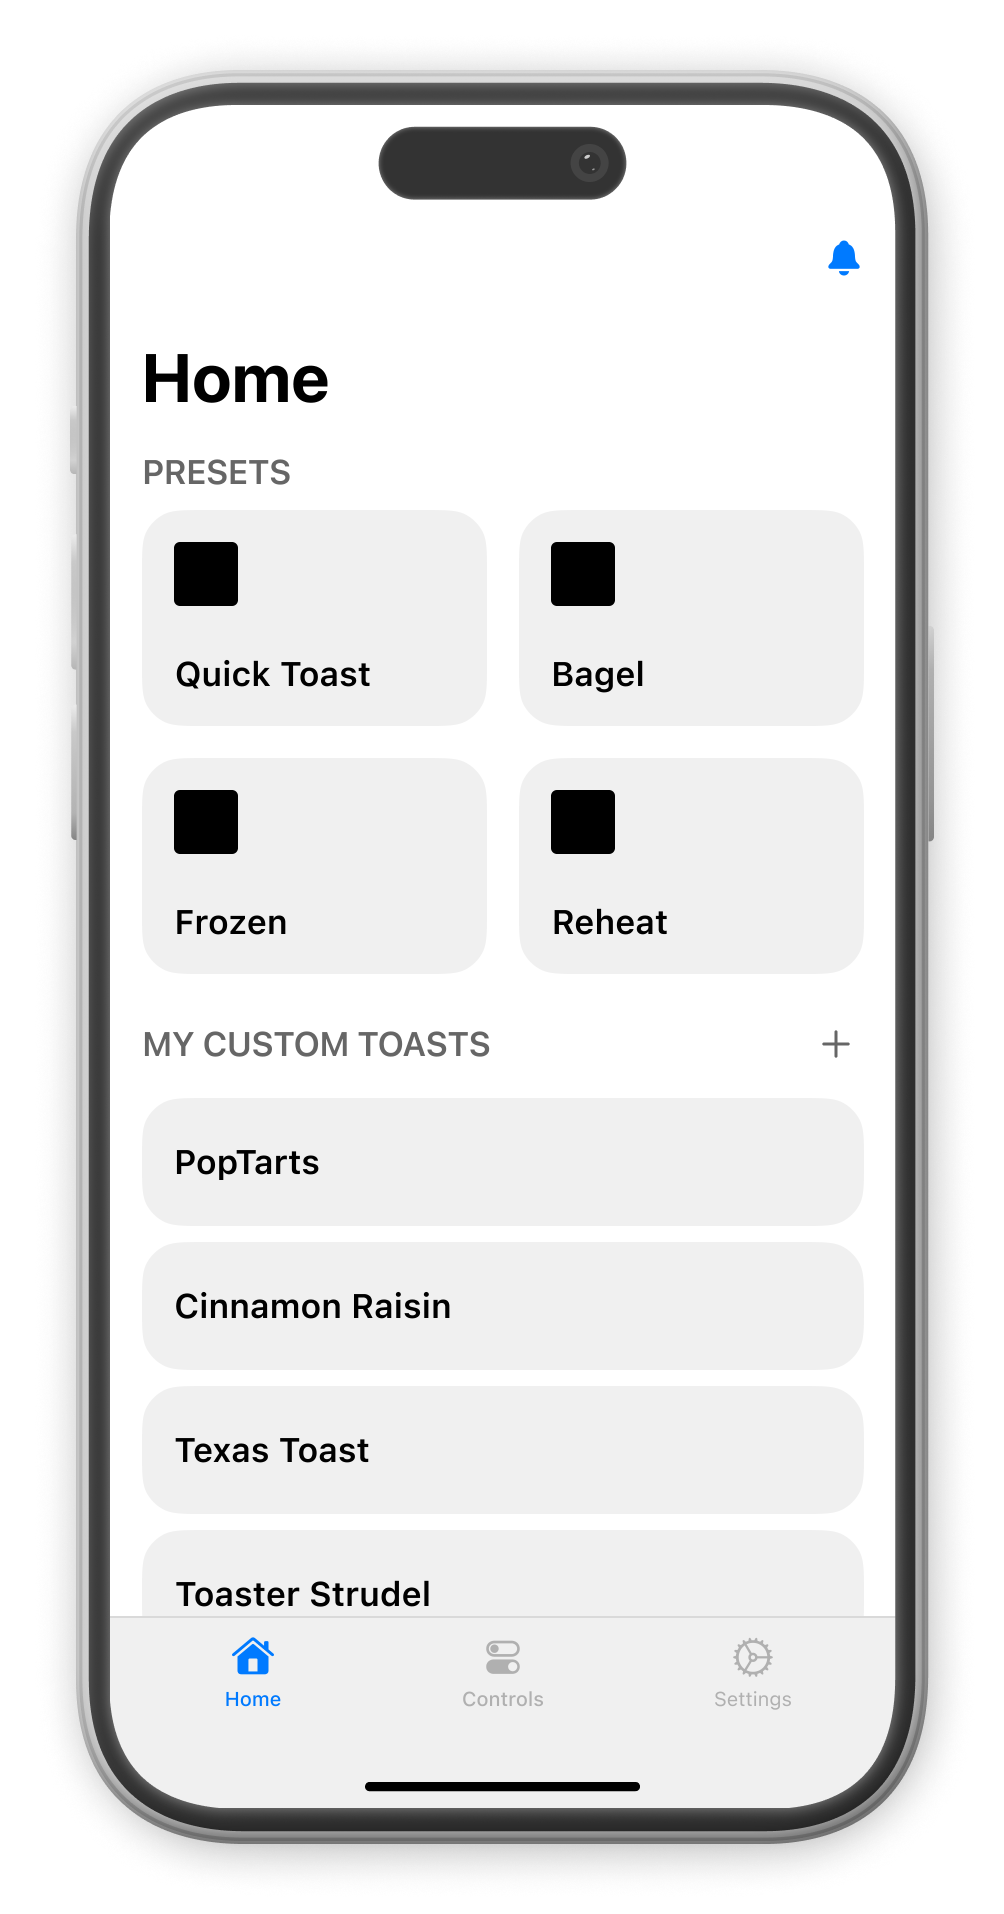 Home
PRESETS
Quick Toast
Bagel
Frozen
Reheat
MY CUSTOM TOASTS
PopTarts
Cinnamon Raisin
Texas Toast
Toaster Strudel
Home
Controls
Settings